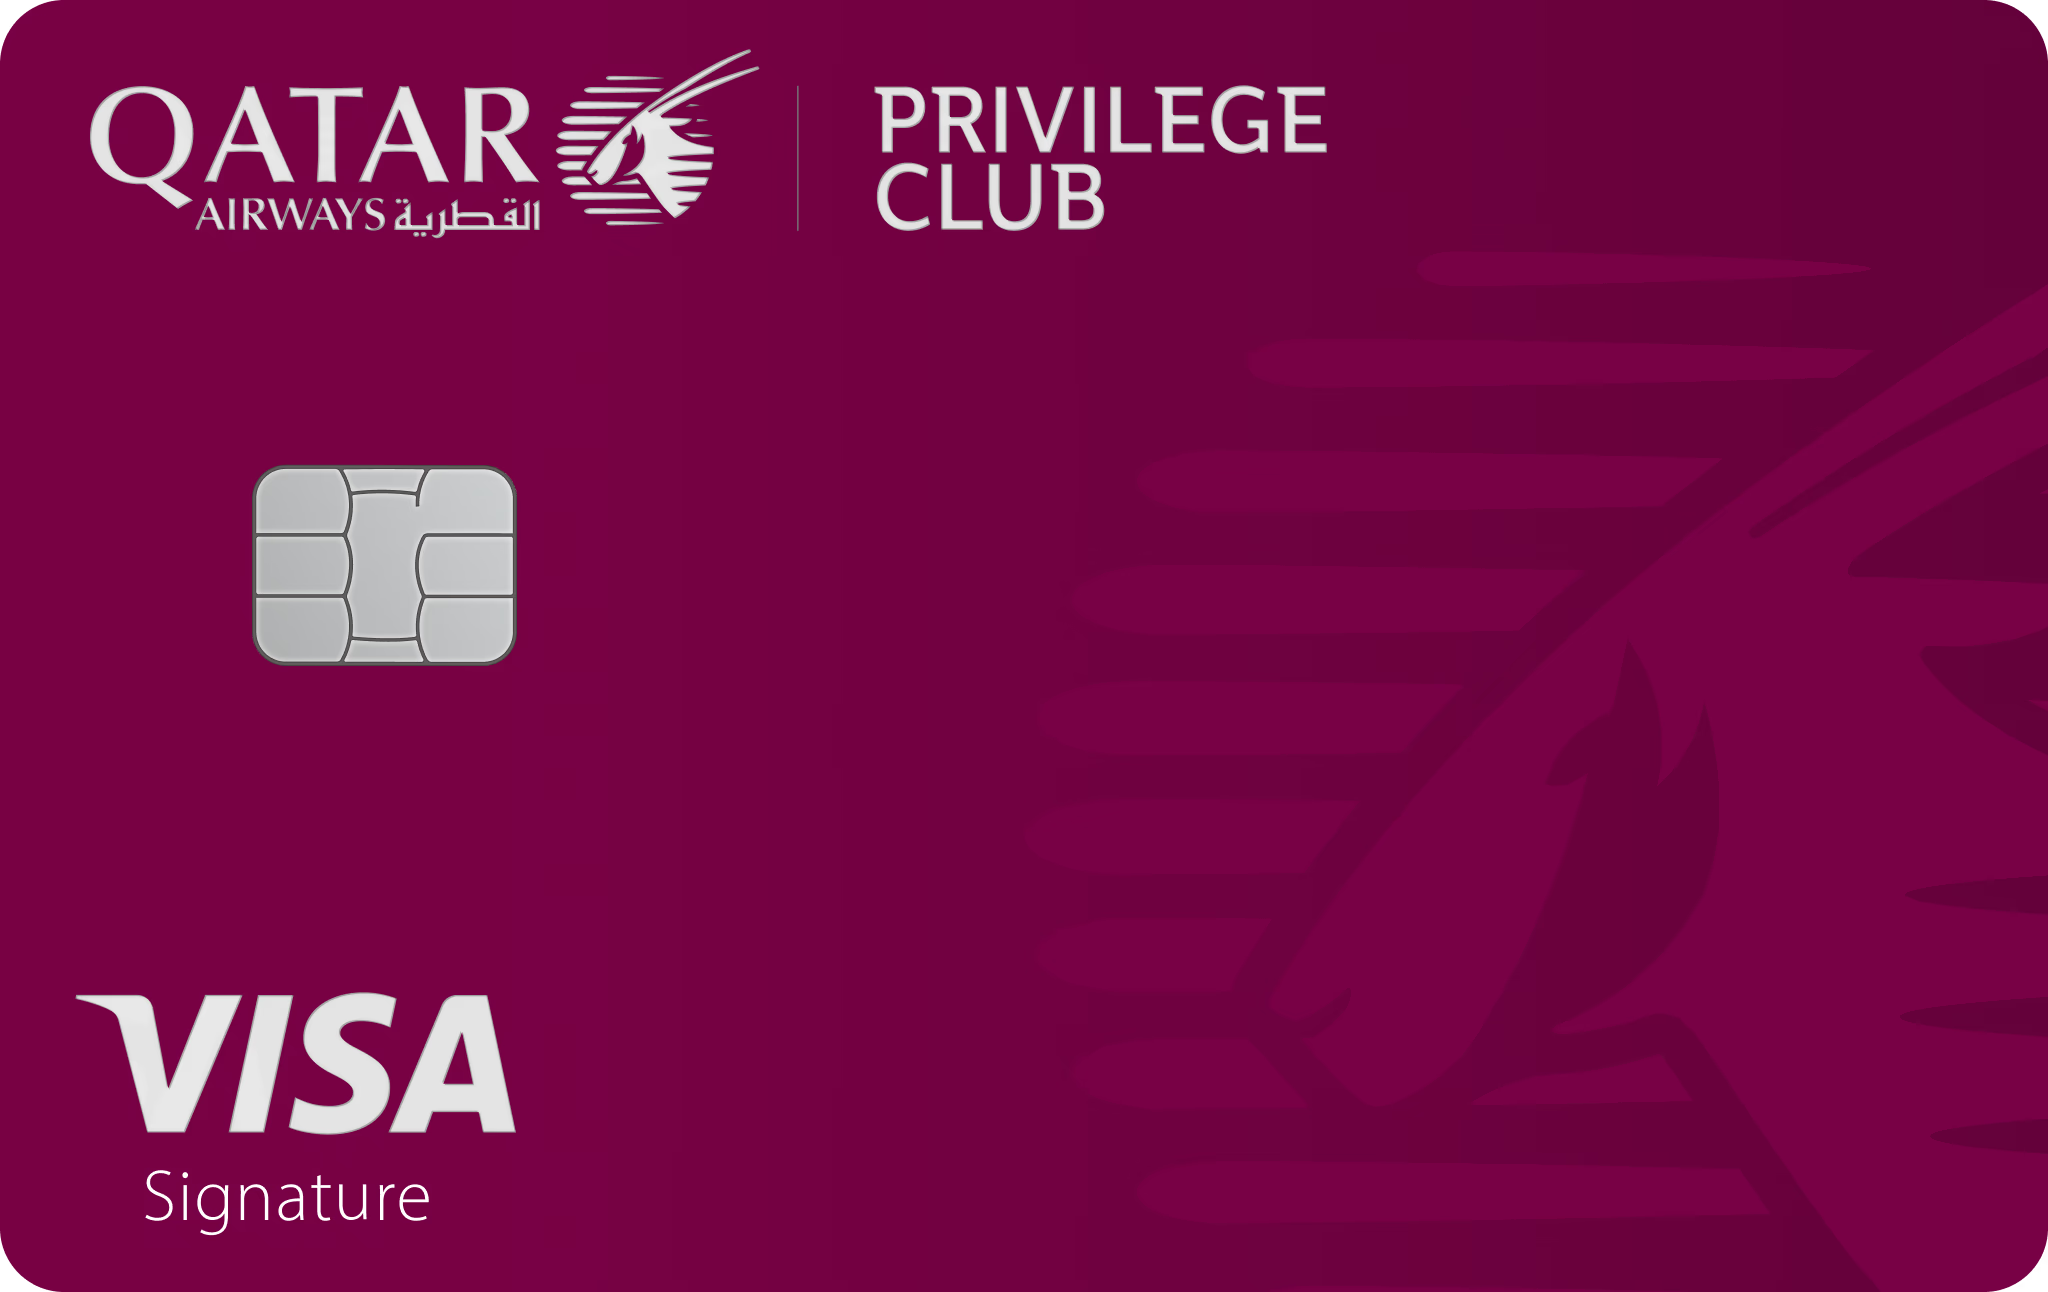 QATAR
AIRWAYS القطرية
PRIVILEGE
CLUB
VISA
Signature